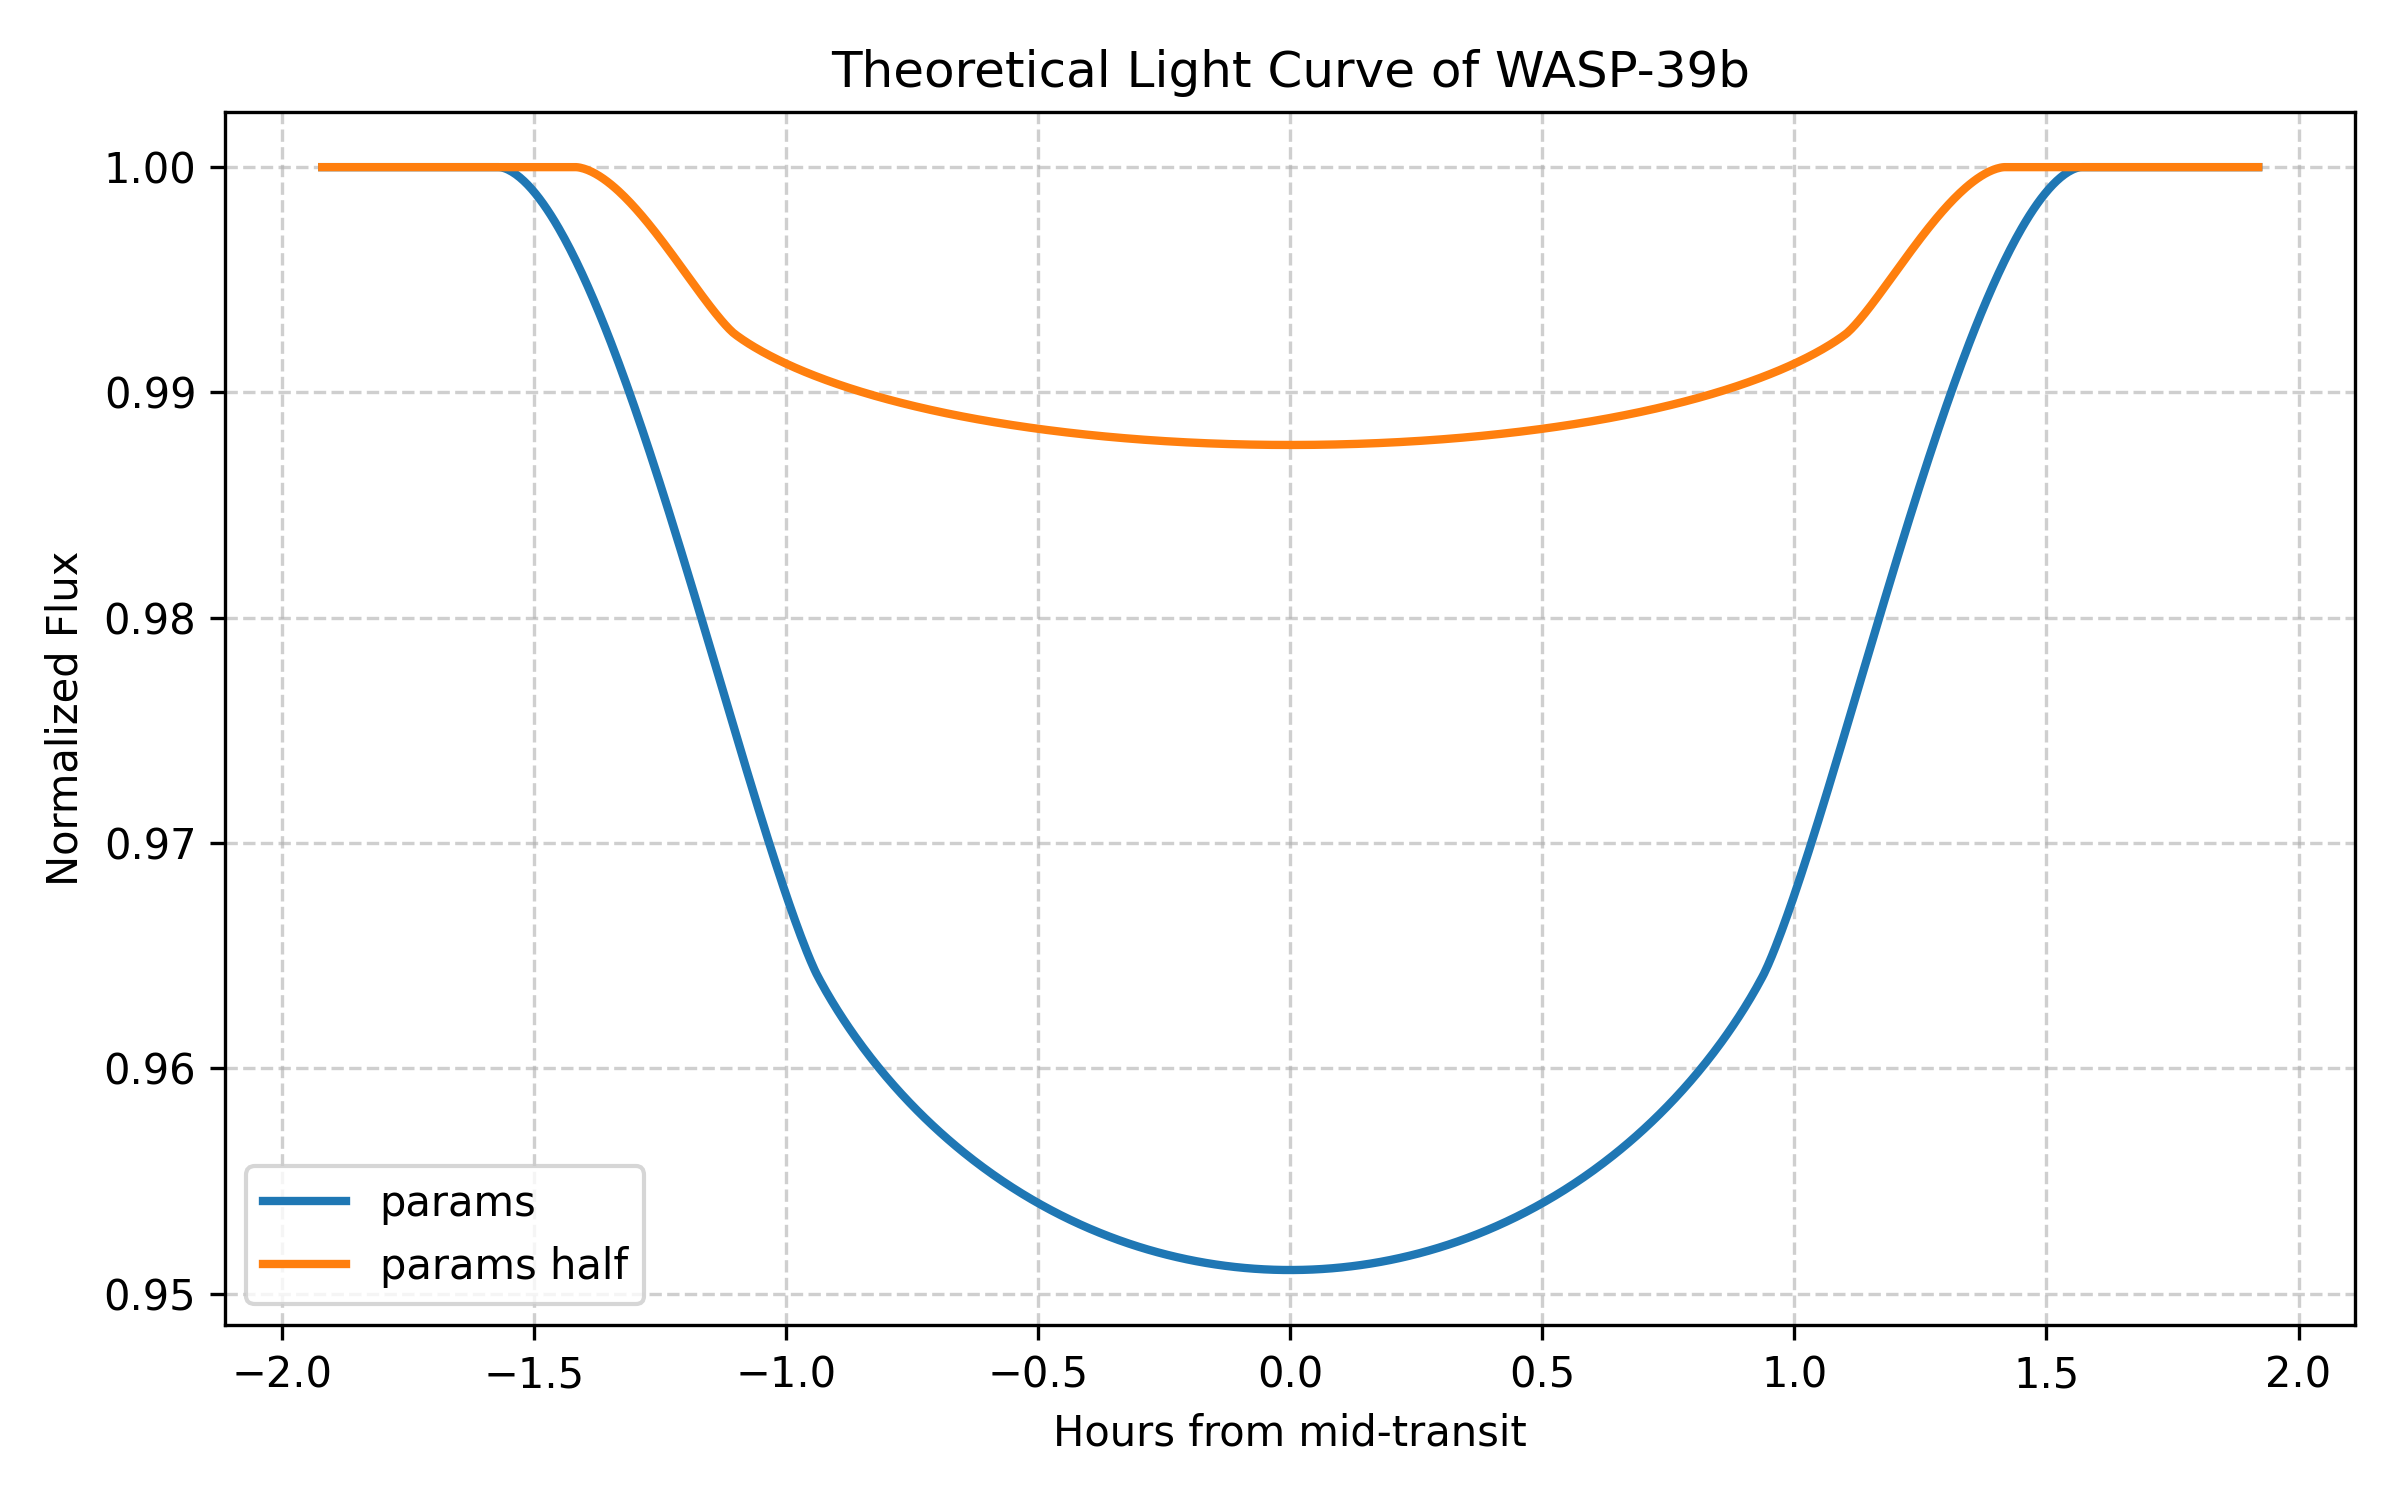 Theoretical Light Curve of WASP-39b
Normalized Flux
1.00
0.99
0.98
0.97
0.96
0.95
params
params half
−2.0 −1.5 −1.0 −0.5 0.0 0.5 1.0 1.5 2.0
Hours from mid-transit